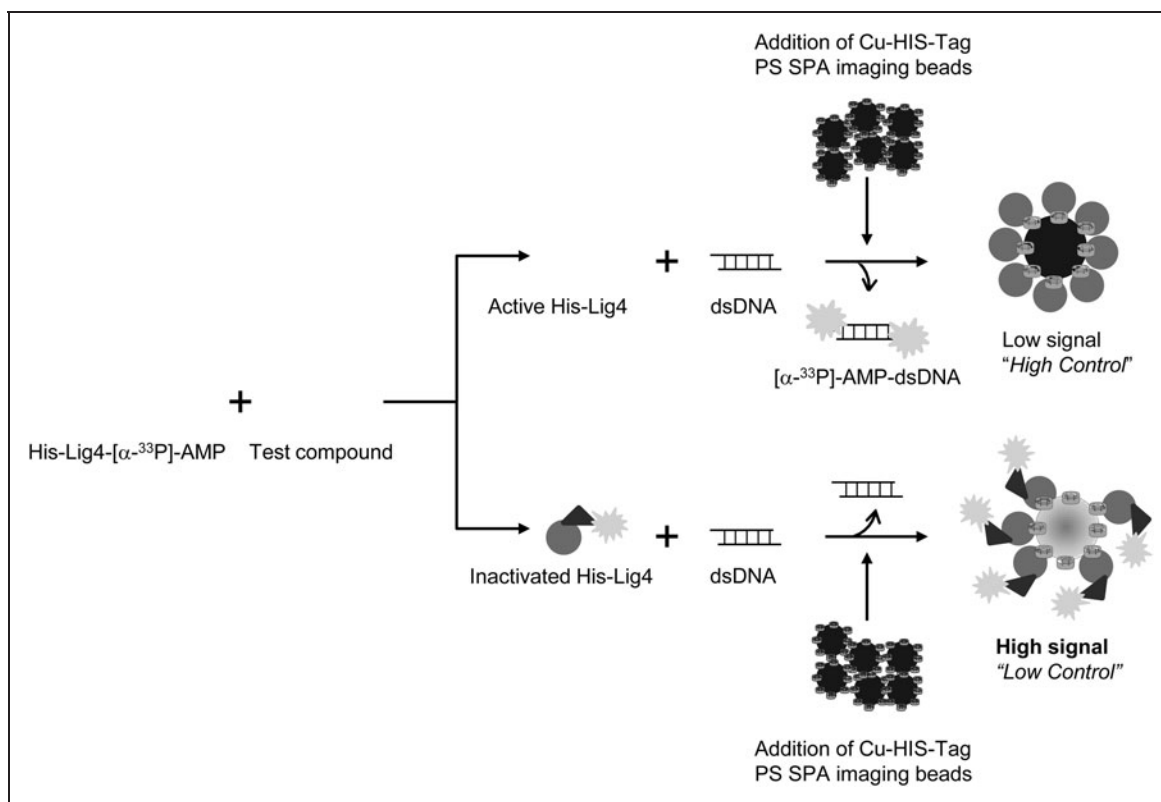 Addition of Cu-HIS-Tag
PS SPA imaging beads
Active His-Lig4
+
dsDNA
Low signal
“High Control”
[α-³³P]-AMP-dsDNA
His-Lig4-[α-³³P]-AMP
+
Test compound
Inactivated His-Lig4
+
dsDNA
High signal
“Low Control”
Addition of Cu-HIS-Tag
PS SPA imaging beads